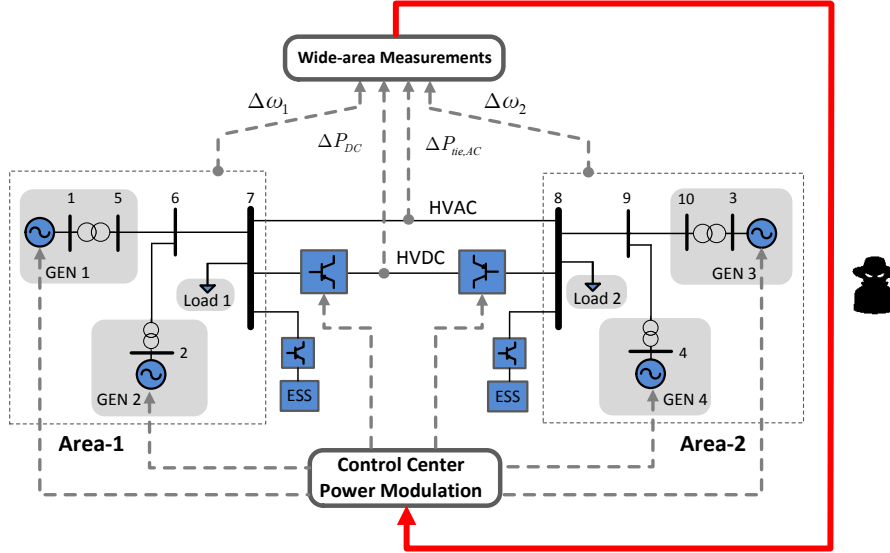 Wide-area Measurements
Δω₁
Δω₂
ΔP_DC
ΔP_tie,AC
1
5
6
7
8
9
10
3
HVAC
HVDC
GEN 1
GEN 3
Load 1
Load 2
2
4
GEN 2
GEN 4
ESS
ESS
Area-1
Area-2
Control Center
Power Modulation